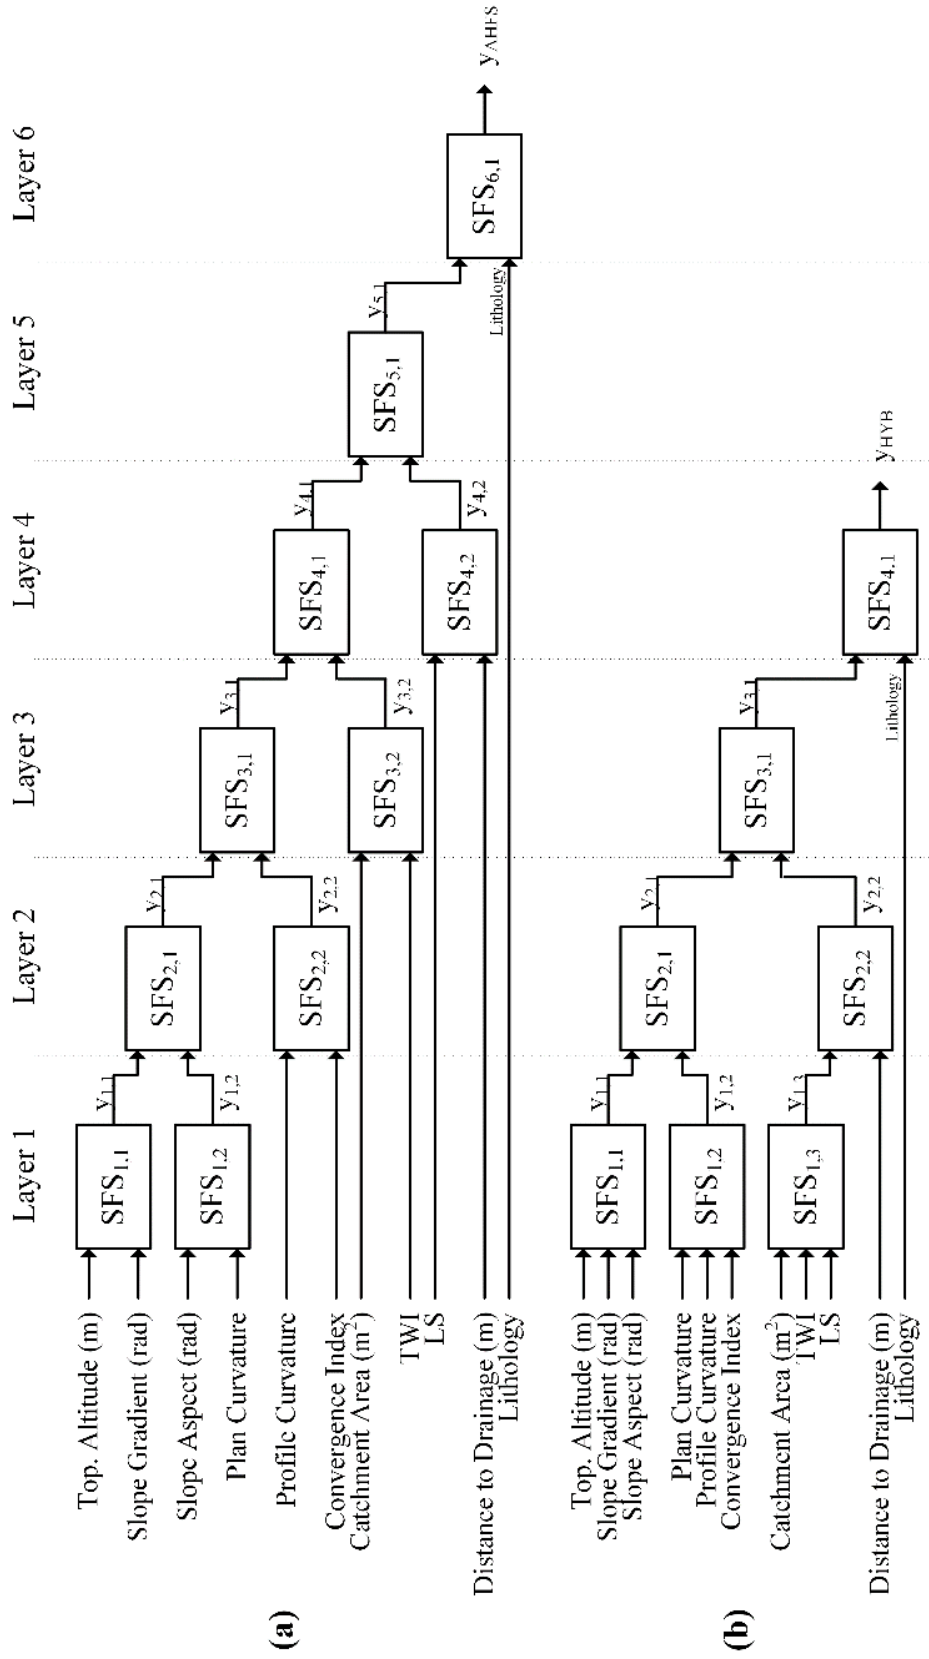 Layer 1
Layer 2
Layer 3
Layer 4
Layer 5
Layer 6
(a)
Top. Altitude (m)
Slope Gradient (rad)
Slope Aspect (rad)
Plan Curvature
Profile Curvature
Convergence Index
Catchment Area (m²)
TWI
LS
Distance to Drainage (m)
Lithology
SFS1,1
SFS1,2
y1,1
y1,2
SFS2,1
SFS2,2
y2,1
y2,2
SFS3,1
SFS3,2
y3,1
y3,2
SFS4,1
SFS4,2
y4,1
y4,2
SFS5,1
y5,1
Lithology
SFS6,1
yAHFS
(b)
Top. Altitude (m)
Slope Gradient (rad)
Slope Aspect (rad)
Plan Curvature
Profile Curvature
Convergence Index
Catchment Area (m²)
TWI
LS
Distance to Drainage (m)
Lithology
SFS1,1
SFS1,2
SFS1,3
y1,1
y1,2
y1,3
SFS2,1
SFS2,2
y2,1
y2,2
SFS3,1
y3,1
Lithology
SFS4,1
yHYB